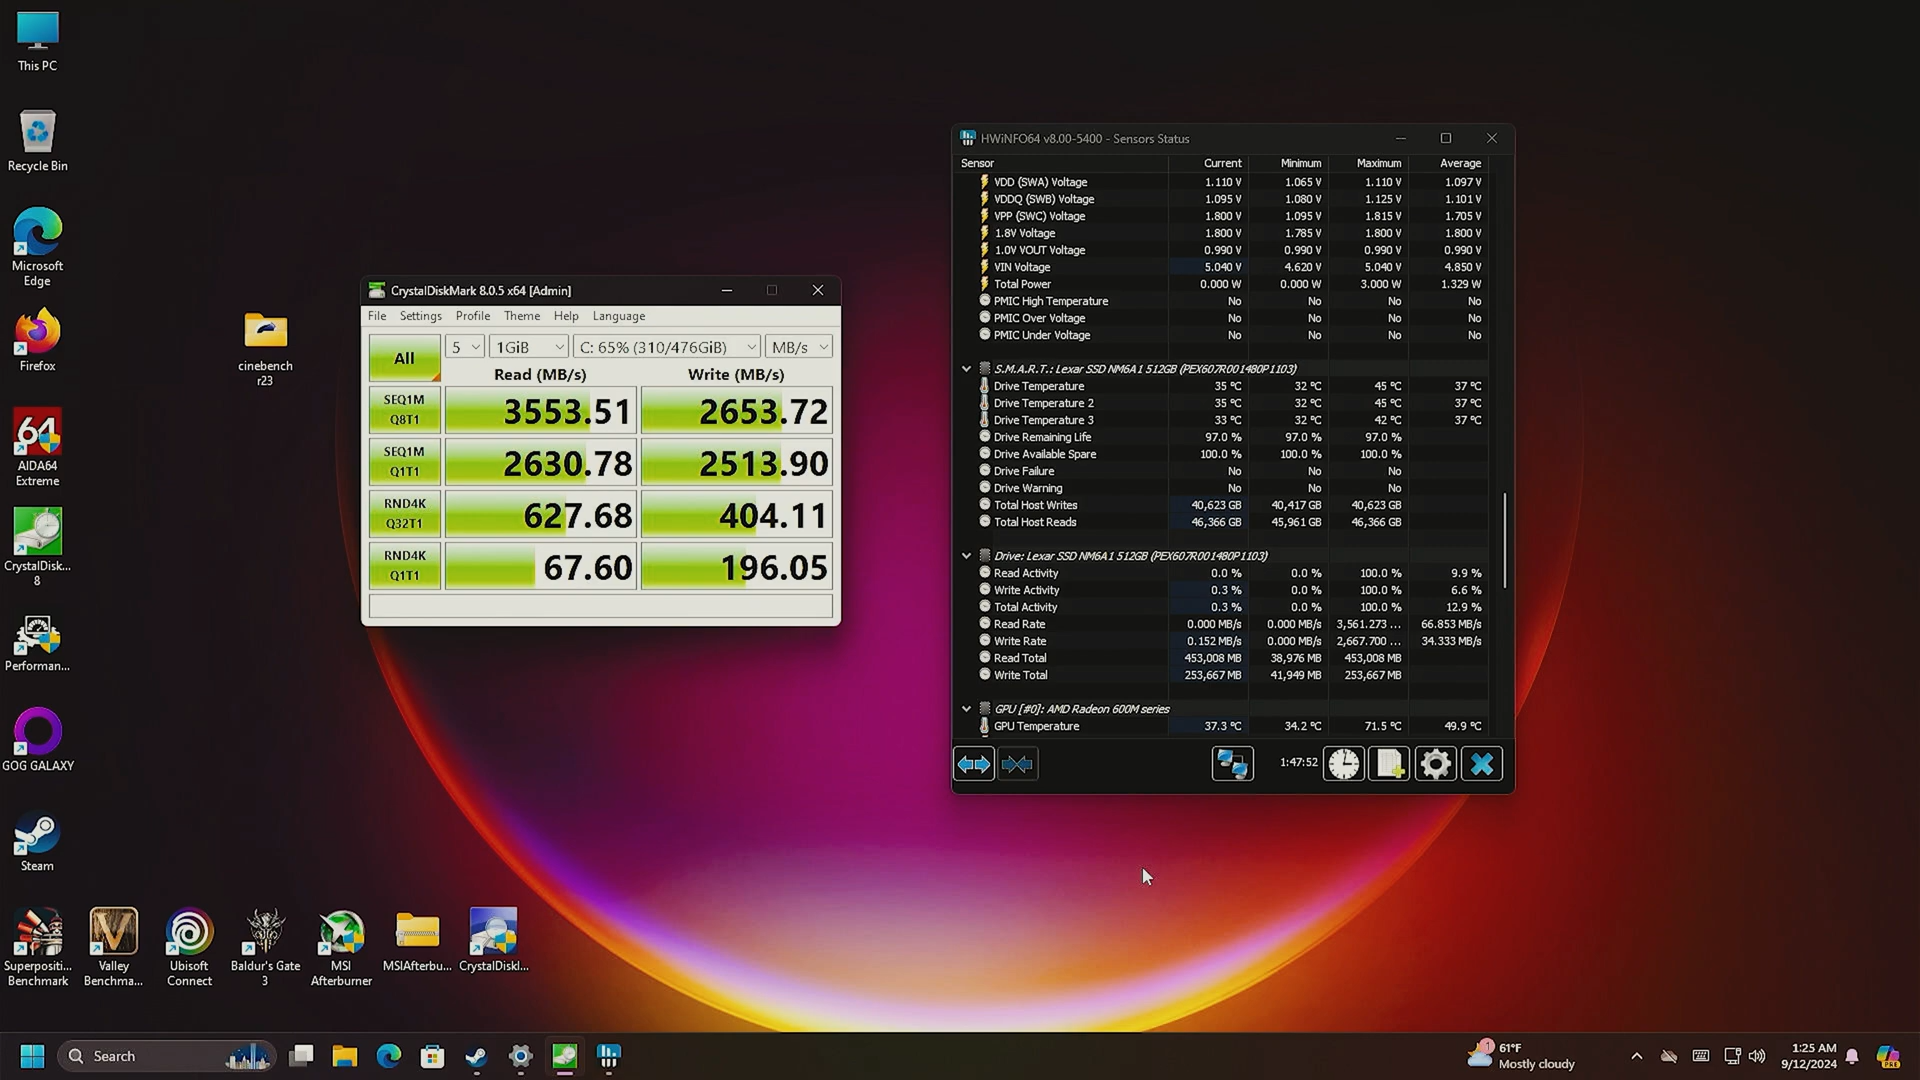 This PC
Recycle Bin
Microsoft
Edge
Firefox
64
AIDA64
Extreme
CrystalDisk...
8
Performan...
GOG GALAXY
Steam
Superpositi...
Benchmark
Valley
Benchma...
Ubisoft
Connect
Baldur's Gate
3
MSI
Afterburner
MSIAfterbu...
CrystalDiskI...
cinebench
r23
CrystalDiskMark 8.0.5 x64 [Admin]
File Settings Profile Theme Help Language
All 5 1GiB C: 65% (310/476GiB) MB/s
Read (MB/s) Write (MB/s)
SEQ1M
Q8T1 3553.51 2653.72
SEQ1M
Q1T1 2630.78 2513.90
RND4K
Q32T1 627.68 404.11
RND4K
Q1T1 67.60 196.05
HWiNFO64 v8.00-5400 - Sensors Status
Sensor Current Minimum Maximum Average
VDD (SWA) Voltage 1.110 V 1.065 V 1.110 V 1.097 V
VDDQ (SWB) Voltage 1.095 V 1.080 V 1.125 V 1.101 V
VPP (SWC) Voltage 1.800 V 1.095 V 1.815 V 1.705 V
1.8V Voltage 1.800 V 1.785 V 1.800 V 1.800 V
1.0V VOUT Voltage 0.990 V 0.990 V 0.990 V 0.990 V
VIN Voltage 5.040 V 4.620 V 5.040 V 4.850 V
Total Power 0.000 W 0.000 W 3.000 W 1.329 W
PMIC High Temperature No No No No
PMIC Over Voltage No No No No
PMIC Under Voltage No No No No
S.M.A.R.T.: Lexar SSD NM6A1 512GB (PEX607R001480P1103)
Drive Temperature 35 °C 32 °C 45 °C 37 °C
Drive Temperature 2 35 °C 32 °C 45 °C 37 °C
Drive Temperature 3 33 °C 32 °C 42 °C 37 °C
Drive Remaining Life 97.0 % 97.0 % 97.0 %
Drive Available Spare 100.0 % 100.0 % 100.0 %
Drive Failure No No No
Drive Warning No No No
Total Host Writes 40,623 GB 40,417 GB 40,623 GB
Total Host Reads 46,366 GB 45,961 GB 46,366 GB
Drive: Lexar SSD NM6A1 512GB (PEX607R001480P1103)
Read Activity 0.0 % 0.0 % 100.0 % 9.9 %
Write Activity 0.3 % 0.0 % 100.0 % 6.6 %
Total Activity 0.3 % 0.0 % 100.0 % 12.9 %
Read Rate 0.000 MB/s 0.000 MB/s 3,561.273 ... 66.853 MB/s
Write Rate 0.152 MB/s 0.000 MB/s 2,667.700 ... 34.333 MB/s
Read Total 453,008 MB 38,976 MB 453,008 MB
Write Total 253,667 MB 41,949 MB 253,667 MB
GPU [#0]: AMD Radeon 600M series
GPU Temperature 37.3 °C 34.2 °C 71.5 °C 49.9 °C
1:47:52
Search
1
61°F
Mostly cloudy
1:25 AM
9/12/2024
PRE